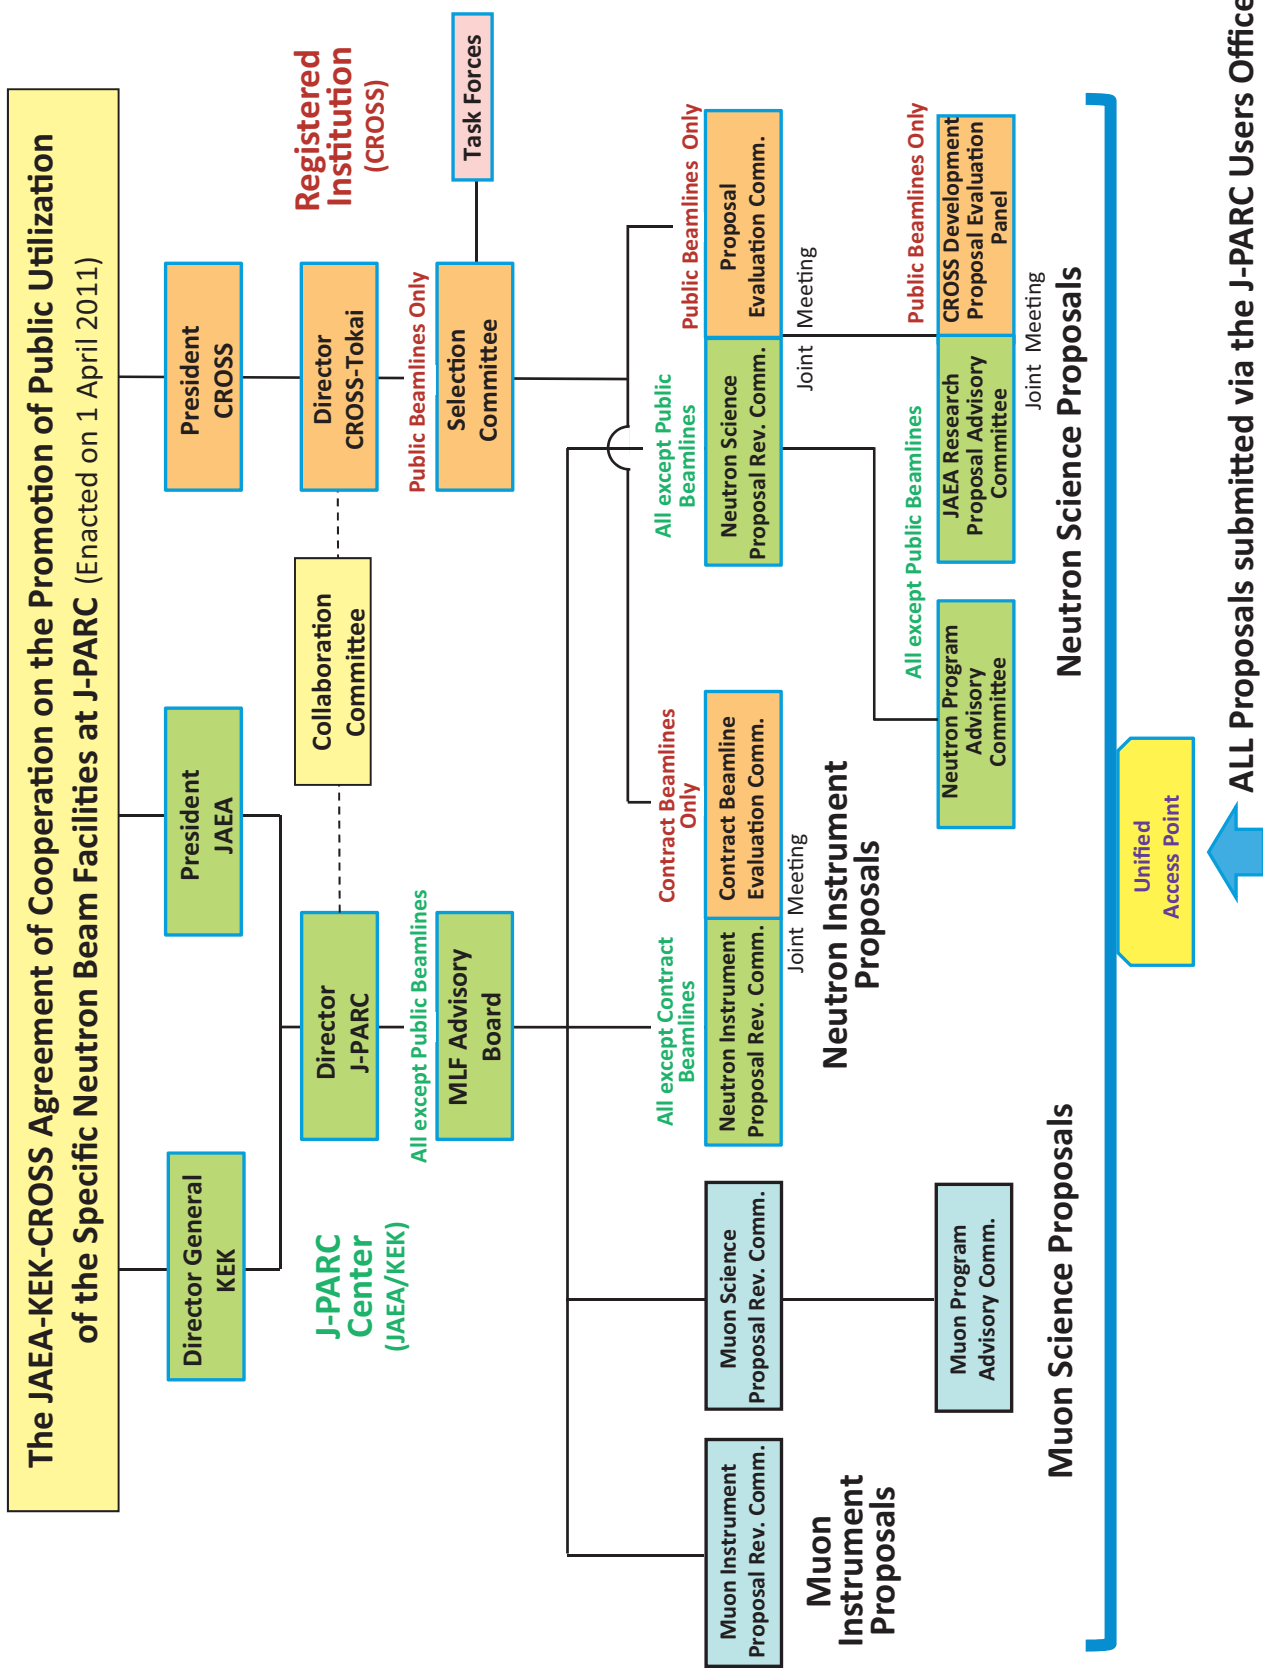 The JAEA-KEK-CROSS Agreement of Cooperation on the Promotion of Public Utilization
of the Specific Neutron Beam Facilities at J-PARC (Enacted on 1 April 2011)
Director General
KEK
President
JAEA
President
CROSS
J-PARC
Center
(JAEA/KEK)
Director
J-PARC
Collaboration
Committee
Director
CROSS-Tokai
Registered
Institution
(CROSS)
All except Public Beamlines
Public Beamlines Only
MLF Advisory
Board
Selection
Committee
Task Forces
All except Contract
Beamlines
Contract Beamlines
Only
All except Public
Beamlines
Public Beamlines Only
Muon Instrument
Proposal Rev. Comm.
Muon Science
Proposal Rev. Comm.
Neutron Instrument
Proposal Rev. Comm.
Contract Beamline
Evaluation Comm.
Neutron Science
Proposal Rev. Comm.
Proposal
Evaluation Comm.
Joint Meeting
Joint Meeting
Muon
Instrument
Proposals
Neutron Instrument
Proposals
All except Public Beamlines
Public Beamlines Only
Muon Program
Advisory Comm.
Neutron Program
Advisory
Committee
JAEA Research
Proposal Advisory
Committee
CROSS Development
Proposal Evaluation
Panel
Joint Meeting
Muon Science Proposals
Neutron Science Proposals
Unified
Access Point
ALL Proposals submitted via the J-PARC Users Office